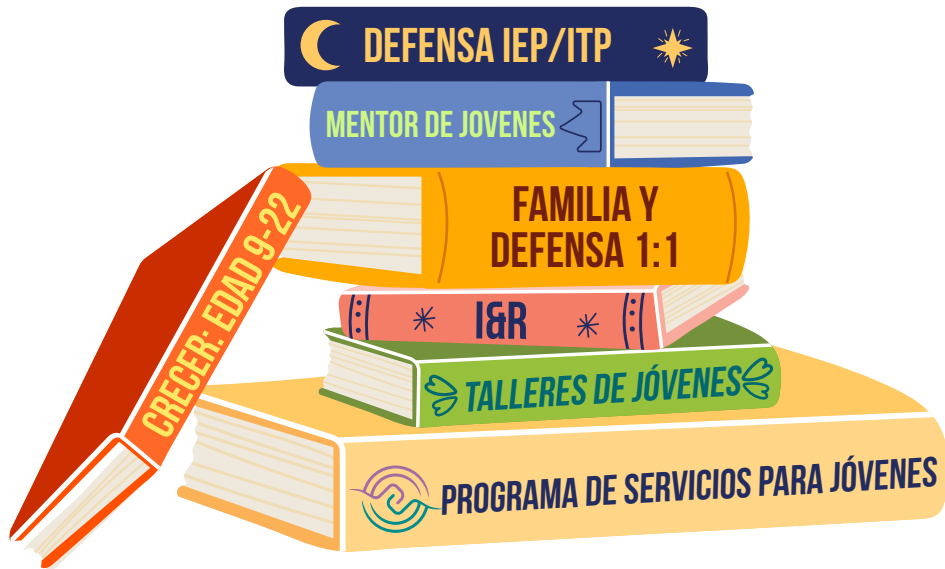 DEFENSA IEP/ITP
MENTOR DE JOVENES
FAMILIA Y
DEFENSA 1:1
CRECER: EDAD 9-22
I&R
TALLERES DE JÓVENES
PROGRAMA DE SERVICIOS PARA JÓVENES